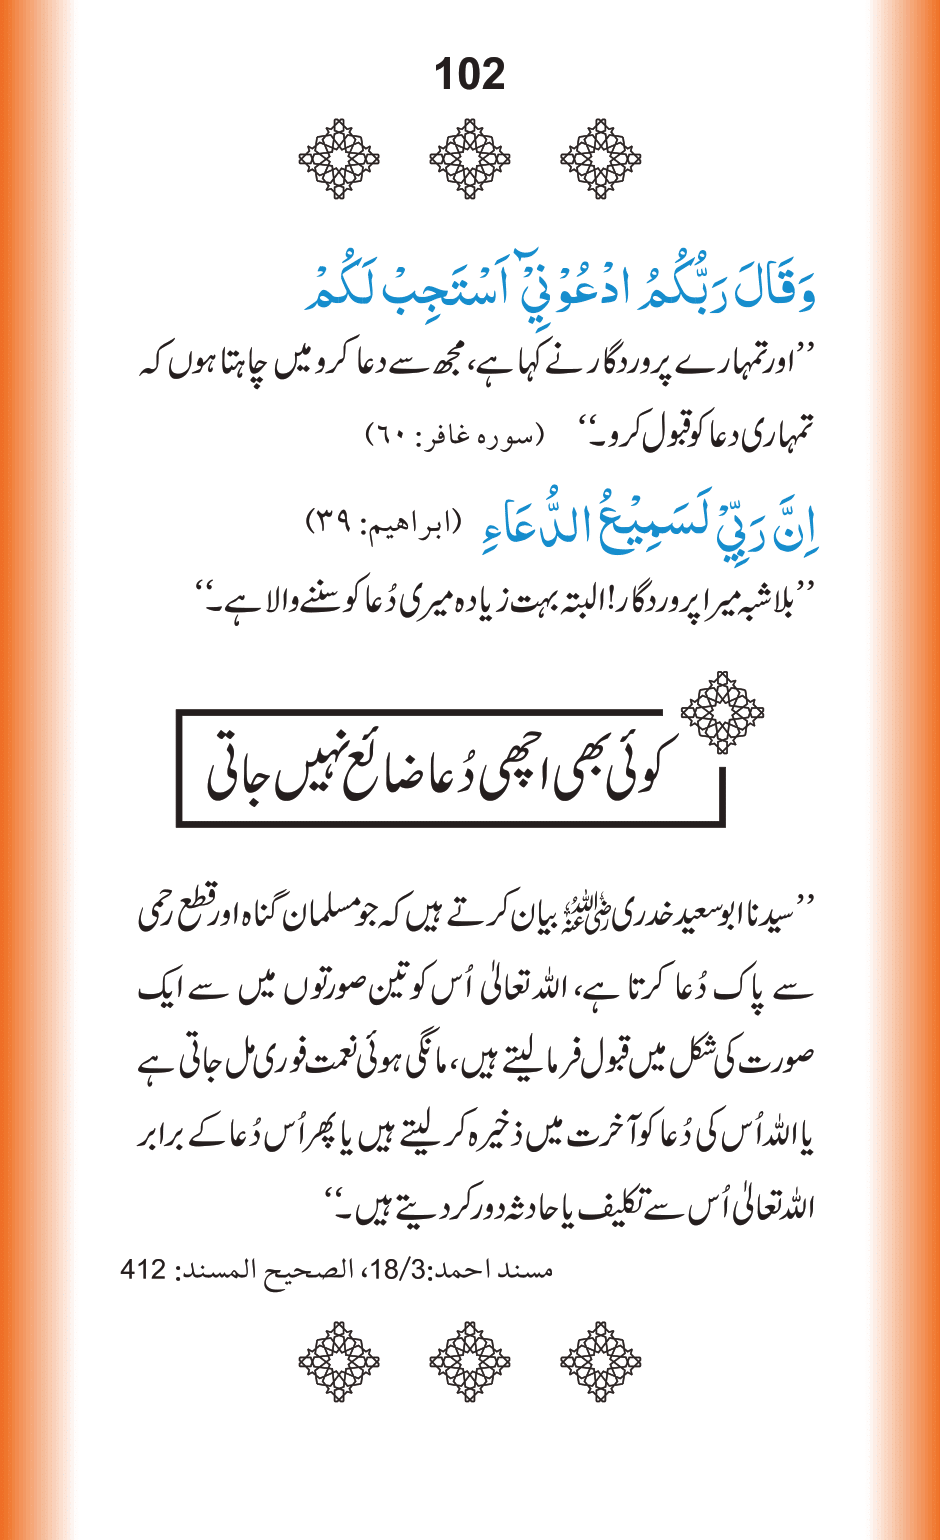 102
وَقَالَ رَبُّكُمُ ادْعُوْنِيْٓ اَسْتَجِبْ لَكُمْ
’’اور تمہارے پروردگار نے کہا ہے، مجھ سے دعا کرو میں چاہتا ہوں کہ
تمہاری دعا کو قبول کرو۔‘‘ (سورہ غافر: ٦٠)
اِنَّ رَبِّيْ لَسَمِيْعُ الدُّعَاءِ (ابراھیم: ٣٩)
’’بلاشبہ میرا پروردگار! البتہ بہت زیادہ میری دُعا کو سننے والا ہے۔‘‘
کوئی بھی اچھی دُعا ضائع نہیں جاتی
’’سیدنا ابوسعید خدری رضی اللہ عنہ بیان کرتے ہیں کہ جو مسلمان گناہ اور قطع رحمی
سے پاک دُعا کرتا ہے، اللہ تعالیٰ اُس کو تین صورتوں میں سے ایک
صورت کی شکل میں قبول فرما لیتے ہیں، مانگی ہوئی نعمت فوری مل جاتی ہے
یا اللہ اُس کی دُعا کو آخرت میں ذخیرہ کر لیتے ہیں یا پھر اُس دُعا کے برابر
اللہ تعالیٰ اُس سے تکلیف یا حادثہ دور کر دیتے ہیں۔‘‘
مسند احمد:18/3، الصحیح المسند: 412